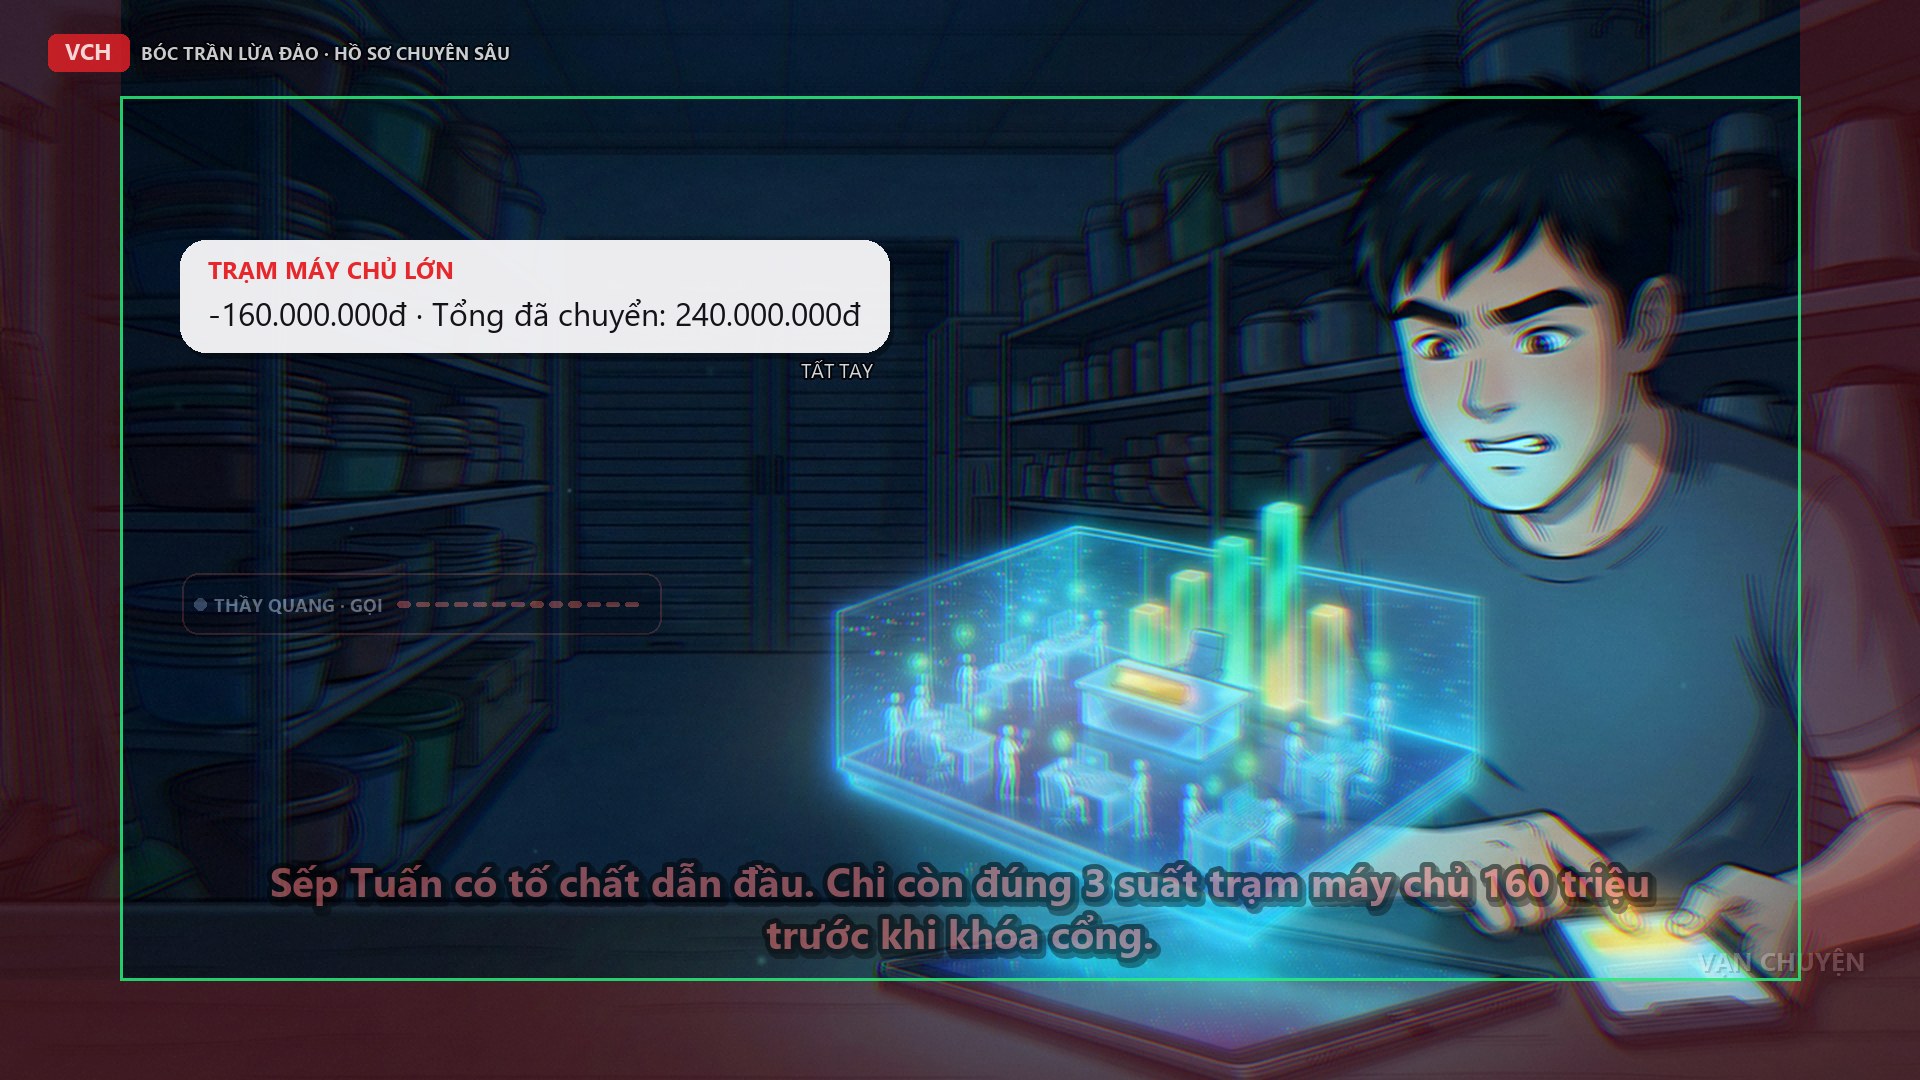 VCH BÓC TRẦN LỪA ĐẢO · HỒ SƠ CHUYÊN SÂU
TRẠM MÁY CHỦ LỚN
-160.000.000đ · Tổng đã chuyển: 240.000.000đ
TẤT TAY
THẦY QUANG · GỌI
Sếp Tuấn có tố chất dẫn đầu. Chỉ còn đúng 3 suất trạm máy chủ 160 triệu
trước khi khóa cổng.
VẠN CHUYỆN